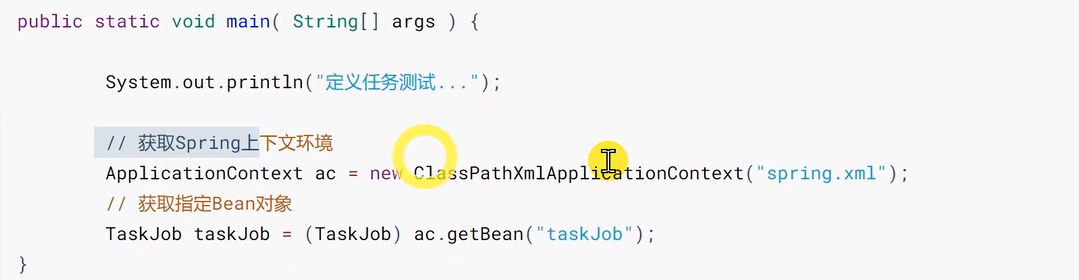 public static void main( String[] args ) {
System.out.println("定义任务测试...");
// 获取Spring上下文环境
ApplicationContext ac = new ClassPathXmlApplicationContext("spring.xml");
// 获取指定Bean对象
TaskJob taskJob = (TaskJob) ac.getBean("taskJob");
}